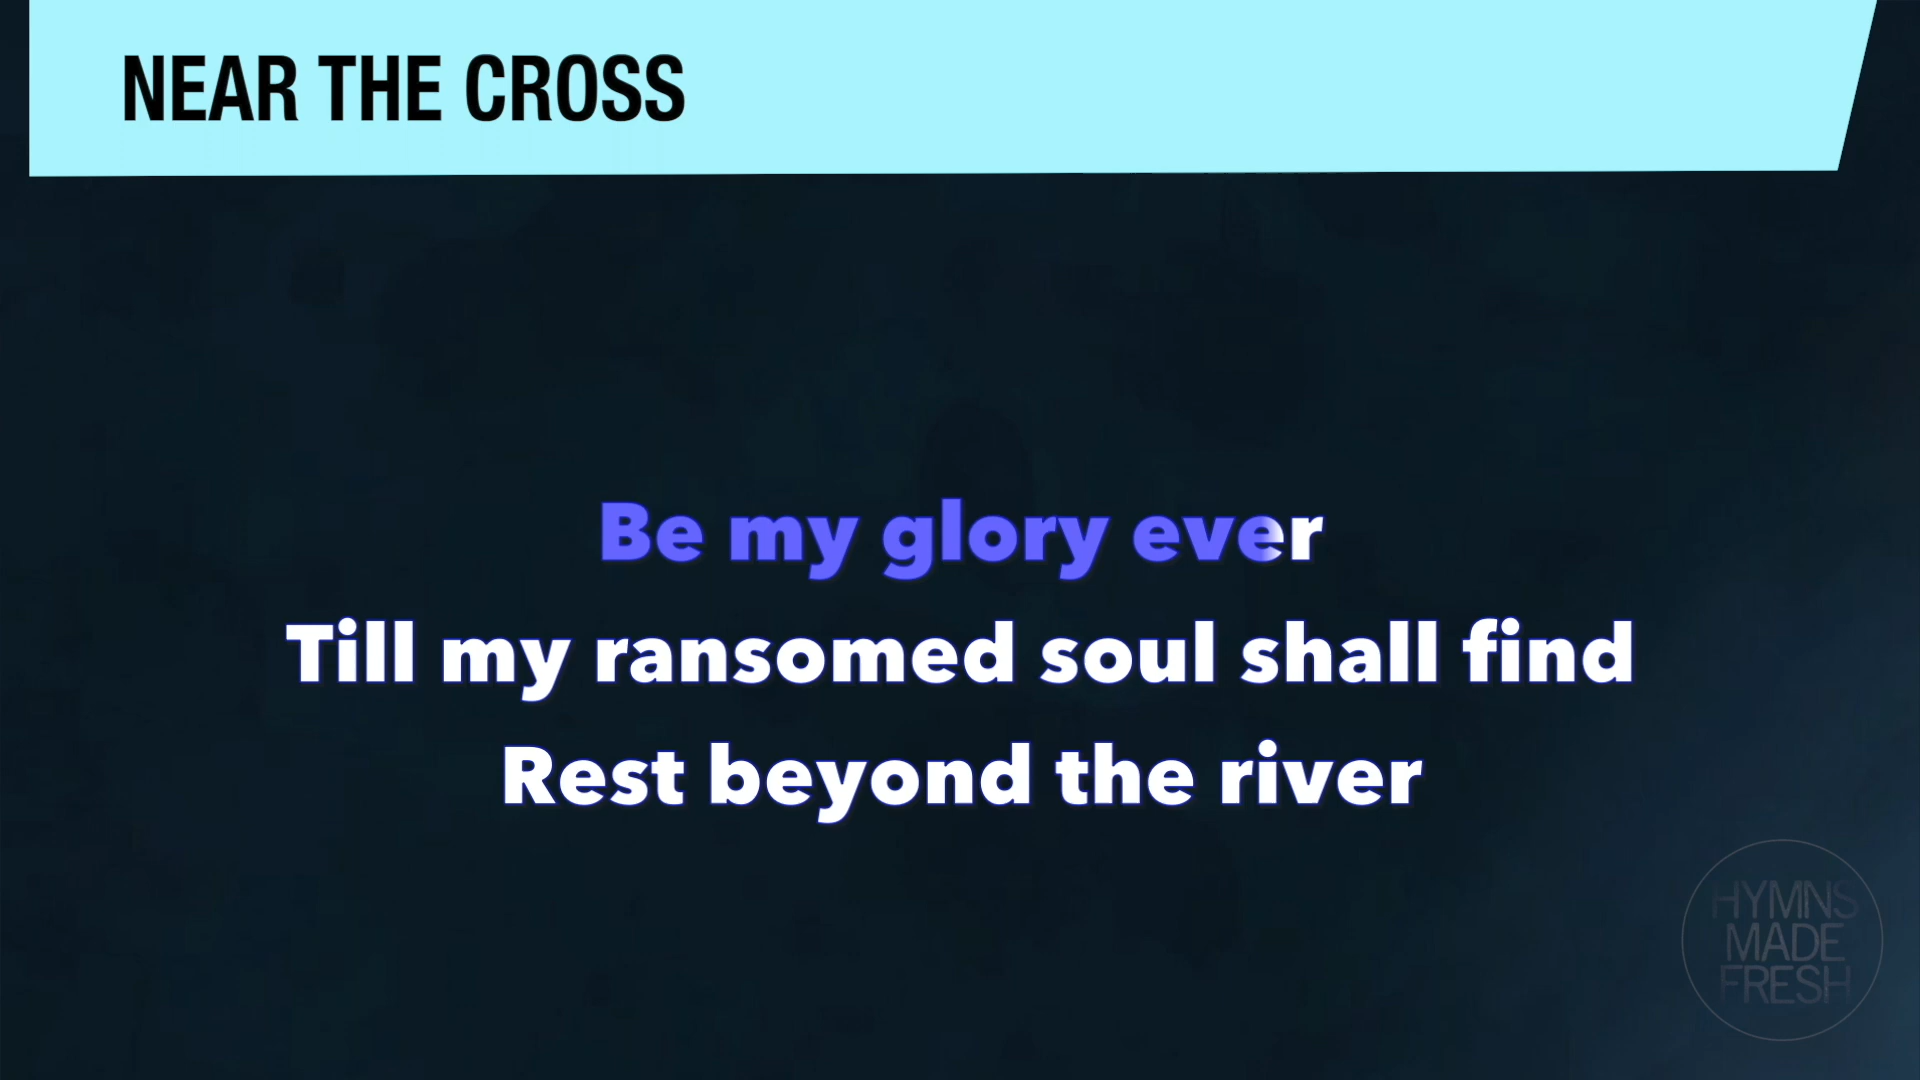 NEAR THE CROSS
Be my glory ever
Till my ransomed soul shall find
Rest beyond the river
HYMNS
MADE
FRESH